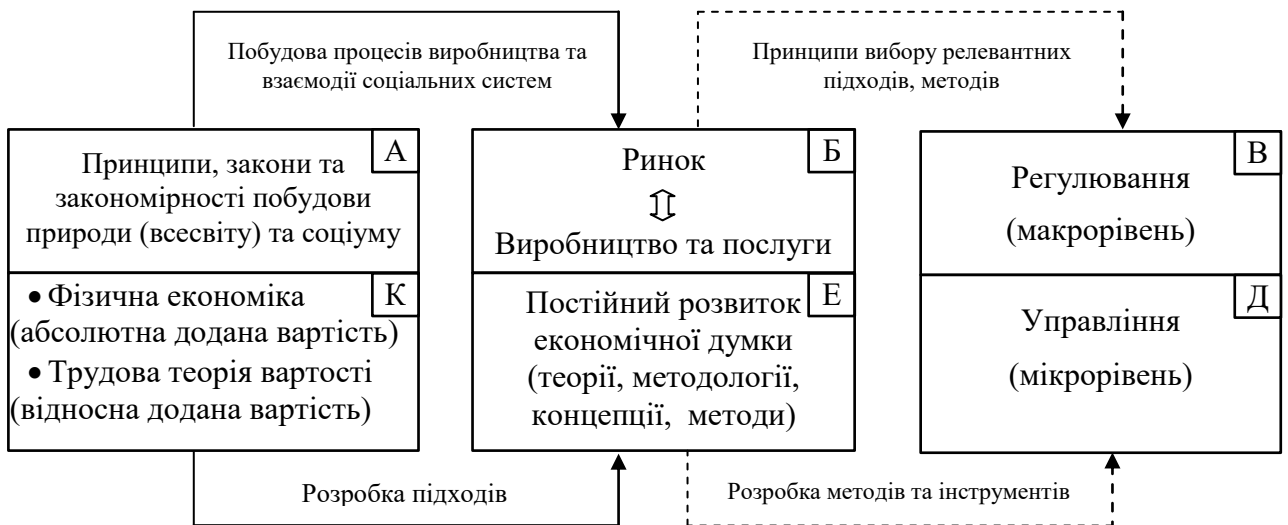 Побудова процесів виробництва та
взаємодії соціальних систем
Принципи вибору релевантних
підходів, методів
А
Принципи, закони та
закономірності побудови
природи (всесвіту) та соціуму
Б
Ринок
Виробництво та послуги
В
Регулювання
(макрорівень)
К
• Фізична економіка
(абсолютна додана вартість)
• Трудова теорія вартості
(відносна додана вартість)
Е
Постійний розвиток
економічної думки
(теорії, методології,
концепції, методи)
Д
Управління
(мікрорівень)
Розробка підходів
Розробка методів та інструментів